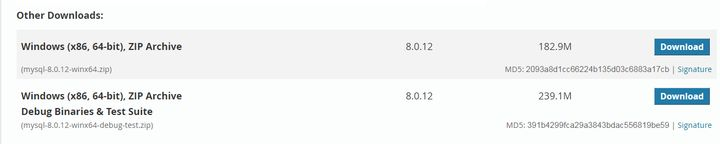 Other Downloads:
Windows (x86, 64-bit), ZIP Archive 8.0.12 182.9M Download
(mysql-8.0.12-winx64.zip) MD5: 2093a8d1cc66224b135d03c6883a17cb | Signature
Windows (x86, 64-bit), ZIP Archive 8.0.12 239.1M Download
Debug Binaries & Test Suite
(mysql-8.0.12-winx64-debug-test.zip) MD5: 391b4299fca29a3843bdac556819be59 | Signature